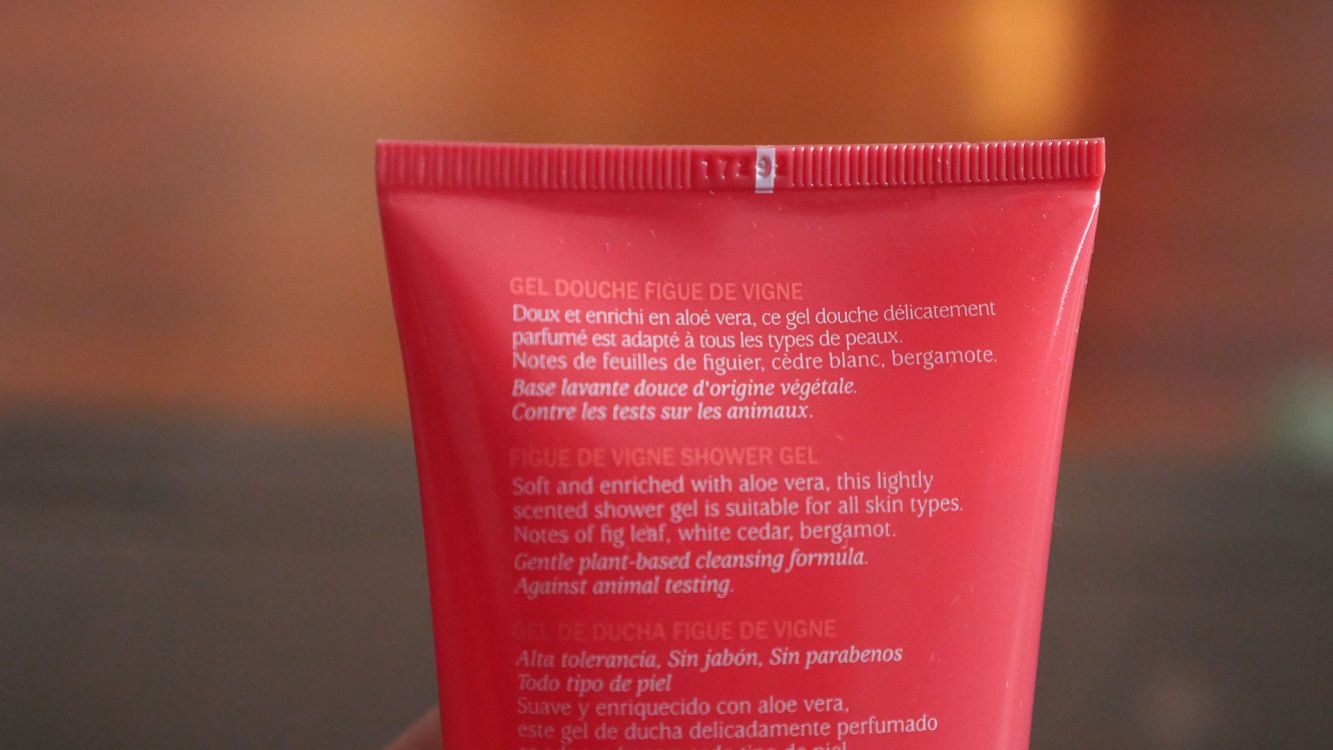 GEL DOUCHE FIGUE DE VIGNE
Doux et enrichi en aloé vera, ce gel douche délicatement
parfumé est adapté à tous les types de peaux.
Notes de feuilles de figuier, cèdre blanc, bergamote.
Base lavante douce d'origine végétale.
Contre les tests sur les animaux.
FIGUE DE VIGNE SHOWER GEL
Soft and enriched with aloe vera, this lightly
scented shower gel is suitable for all skin types.
Notes of fig leaf, white cedar, bergamot.
Gentle plant-based cleansing formula.
Against animal testing.
GEL DE DUCHA FIGUE DE VIGNE
Alta tolerancia, Sin jabón, Sin parabenos
Todo tipo de piel
Suave y enriquecido con aloe vera,
este gel de ducha delicadamente perfumado